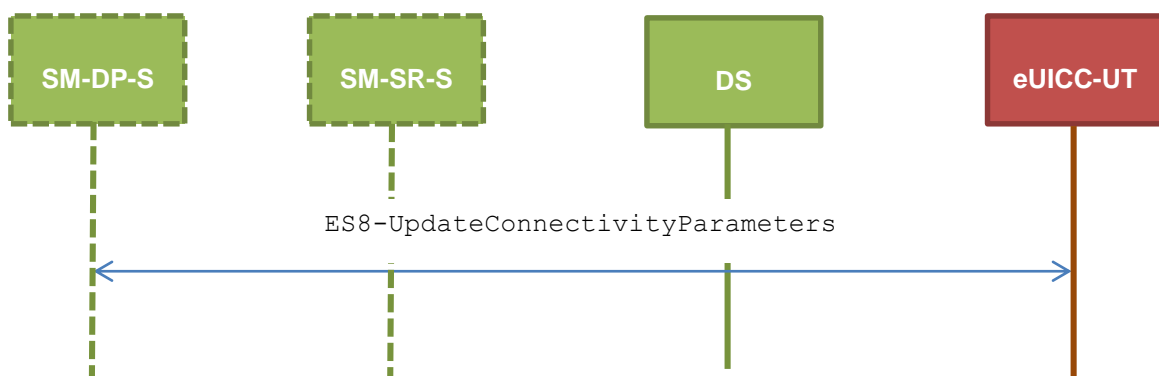 SM-DP-S
SM-SR-S
DS
eUICC-UT
ES8-UpdateConnectivityParameters